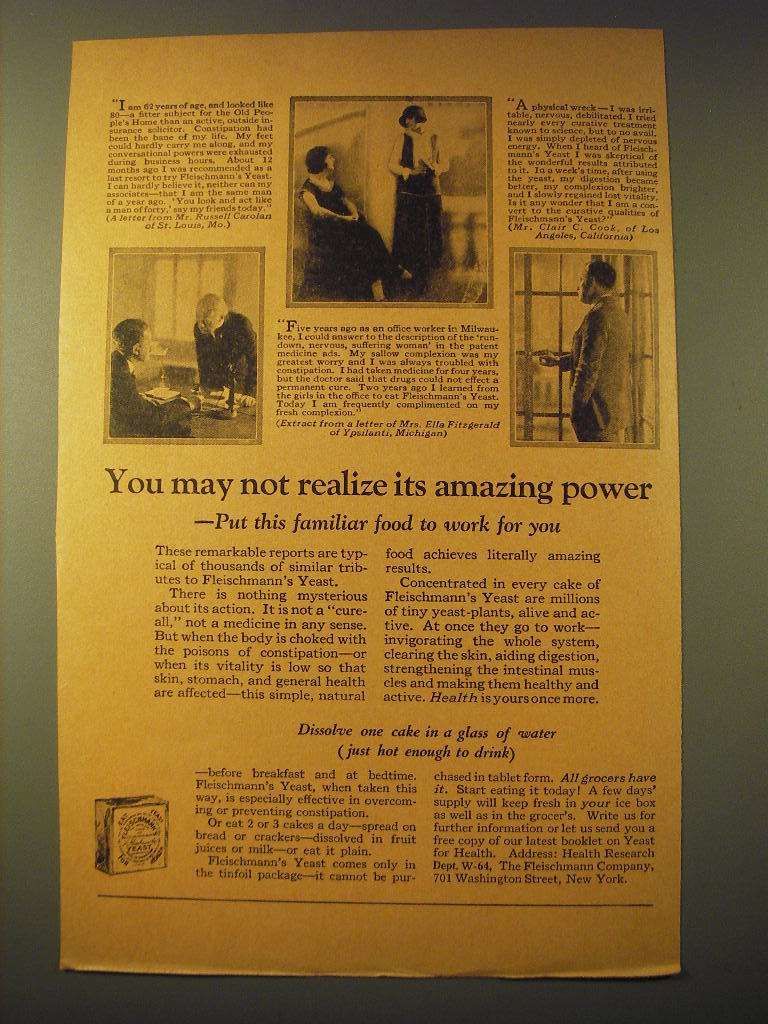 "I am 62 years of age, and looked like
80—a fitter subject for the Old Peo-
ple's Home than an active, outside in-
surance solicitor. Constipation had
been the bane of my life. My feet
could hardly carry me along, and my
conversational powers were exhausted
during business hours. About 12
months ago I was recommended as a
last resort to try Fleischmann's Yeast.
I can hardly believe it, neither can my
associates—that I am the same man
of a year ago. 'You look and act like
a man of forty,' say my friends today."
(A letter from Mr. Russell Carolan
of St. Louis, Mo.)
"A physical wreck—I was irri-
table, nervous, debilitated. I tried
nearly every curative treatment
known to science, but to no avail.
I was simply depleted of nervous
energy. When I heard of Fleisch-
mann's Yeast I was skeptical of
the wonderful results attributed
to it. In a week's time, after using
the yeast, my digestion became
better, my complexion brighter,
and I slowly regained lost vitality.
Is it any wonder that I am a con-
vert to the curative qualities of
Fleischmann's Yeast?"
(Mr. Clair C. Cook, of Los
Angeles, California)
"Five years ago as an office worker in Milwau-
kee, I could answer to the description of the 'run-
down, nervous, suffering woman' in the patent
medicine ads. My sallow complexion was my
greatest worry and I was always troubled with
constipation. I had taken medicine for four years,
but the doctor said that drugs could not effect a
permanent cure. Two years ago I learned from
the girls in the office to eat Fleischmann's Yeast.
Today I am frequently complimented on my
fresh complexion."
(Extract from a letter of Mrs. Ella Fitzgerald
of Ypsilanti, Michigan)
You may not realize its amazing power
—Put this familiar food to work for you
These remarkable reports are typ-
ical of thousands of similar trib-
utes to Fleischmann's Yeast.
There is nothing mysterious
about its action. It is not a "cure-
all," not a medicine in any sense.
But when the body is choked with
the poisons of constipation—or
when its vitality is low so that
skin, stomach, and general health
are affected—this simple, natural
food achieves literally amazing
results.
Concentrated in every cake of
Fleischmann's Yeast are millions
of tiny yeast-plants, alive and ac-
tive. At once they go to work—
invigorating the whole system,
clearing the skin, aiding digestion,
strengthening the intestinal mus-
cles and making them healthy and
active. Health is yours once more.
Dissolve one cake in a glass of water
(just hot enough to drink)
—before breakfast and at bedtime.
Fleischmann's Yeast, when taken this
way, is especially effective in overcom-
ing or preventing constipation.
Or eat 2 or 3 cakes a day—spread on
bread or crackers—dissolved in fruit
juices or milk—or eat it plain.
Fleischmann's Yeast comes only in
the tinfoil package—it cannot be pur-
chased in tablet form. All grocers have
it. Start eating it today! A few days'
supply will keep fresh in your ice box
as well as in the grocer's. Write us for
further information or let us send you a
free copy of our latest booklet on Yeast
for Health. Address: Health Research
Dept. W-64, The Fleischmann Company,
701 Washington Street, New York.
FLEISCHMANN'S
YEAST